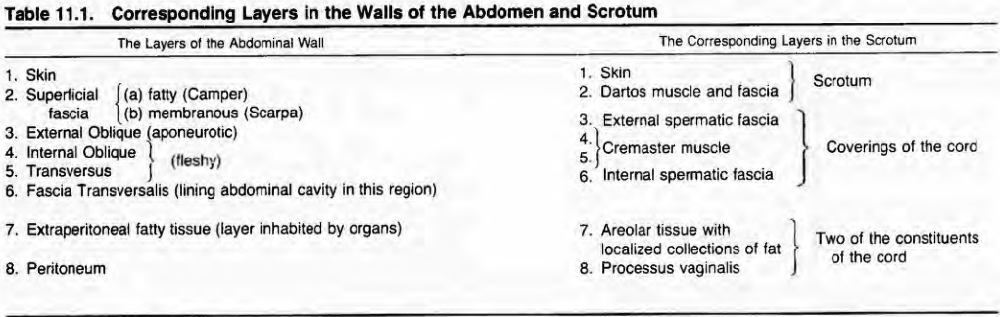 Table 11.1. Corresponding Layers in the Walls of the Abdomen and Scrotum
The Layers of the Abdominal Wall
1. Skin
2. Superficial fascia (a) fatty (Camper)
(b) membranous (Scarpa)
3. External Oblique (aponeurotic)
4. Internal Oblique
5. Transversus
(fleshy)
6. Fascia Transversalis (lining abdominal cavity in this region)
7. Extraperitoneal fatty tissue (layer inhabited by organs)
8. Peritoneum
The Corresponding Layers in the Scrotum
1. Skin
2. Dartos muscle and fascia
Scrotum
3. External spermatic fascia
4.
5.
Cremaster muscle
6. Internal spermatic fascia
Coverings of the cord
7. Areolar tissue with
localized collections of fat
8. Processus vaginalis
Two of the constituents
of the cord